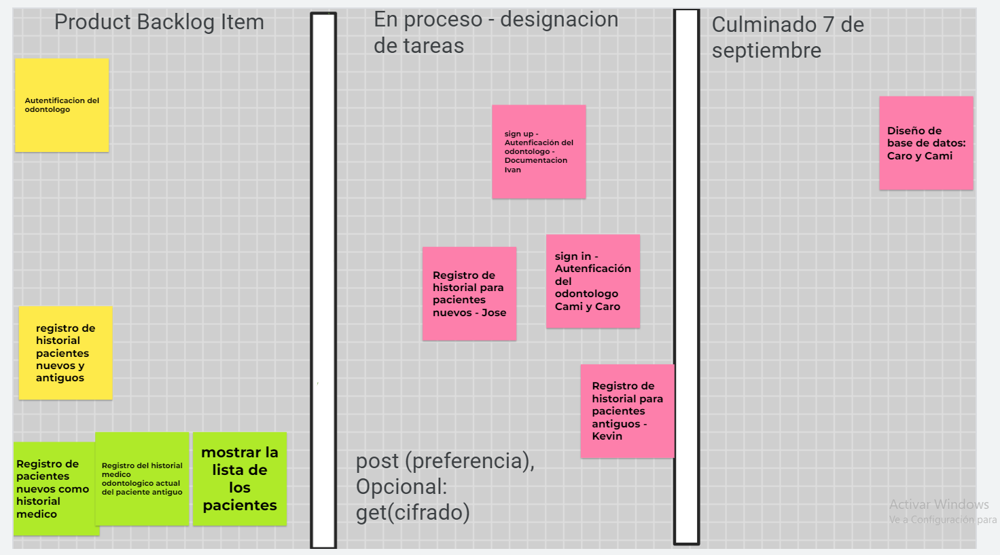 Product Backlog Item
Autentificacion del
odontologo
registro de
historial
pacientes
nuevos y
antiguos
Registro de
pacientes
nuevos como
historial
medico
Registro del historial
medico
odontologico actual
del paciente antiguo
mostrar la
lista de
los
pacientes
En proceso - designacion
de tareas
sign up -
Autenficación del
odontologo -
Documentacion
Ivan
Registro de
historial para
pacientes
nuevos - Jose
sign in -
Autenficación
del
odontologo
Cami y Caro
Registro de
historial para
pacientes
antiguos -
Kevin
post (preferencia),
Opcional:
get(cifrado)
Culminado 7 de
septiembre
Diseño de
base de datos:
Caro y Cami
Activar Windows
Ve a Configuración para